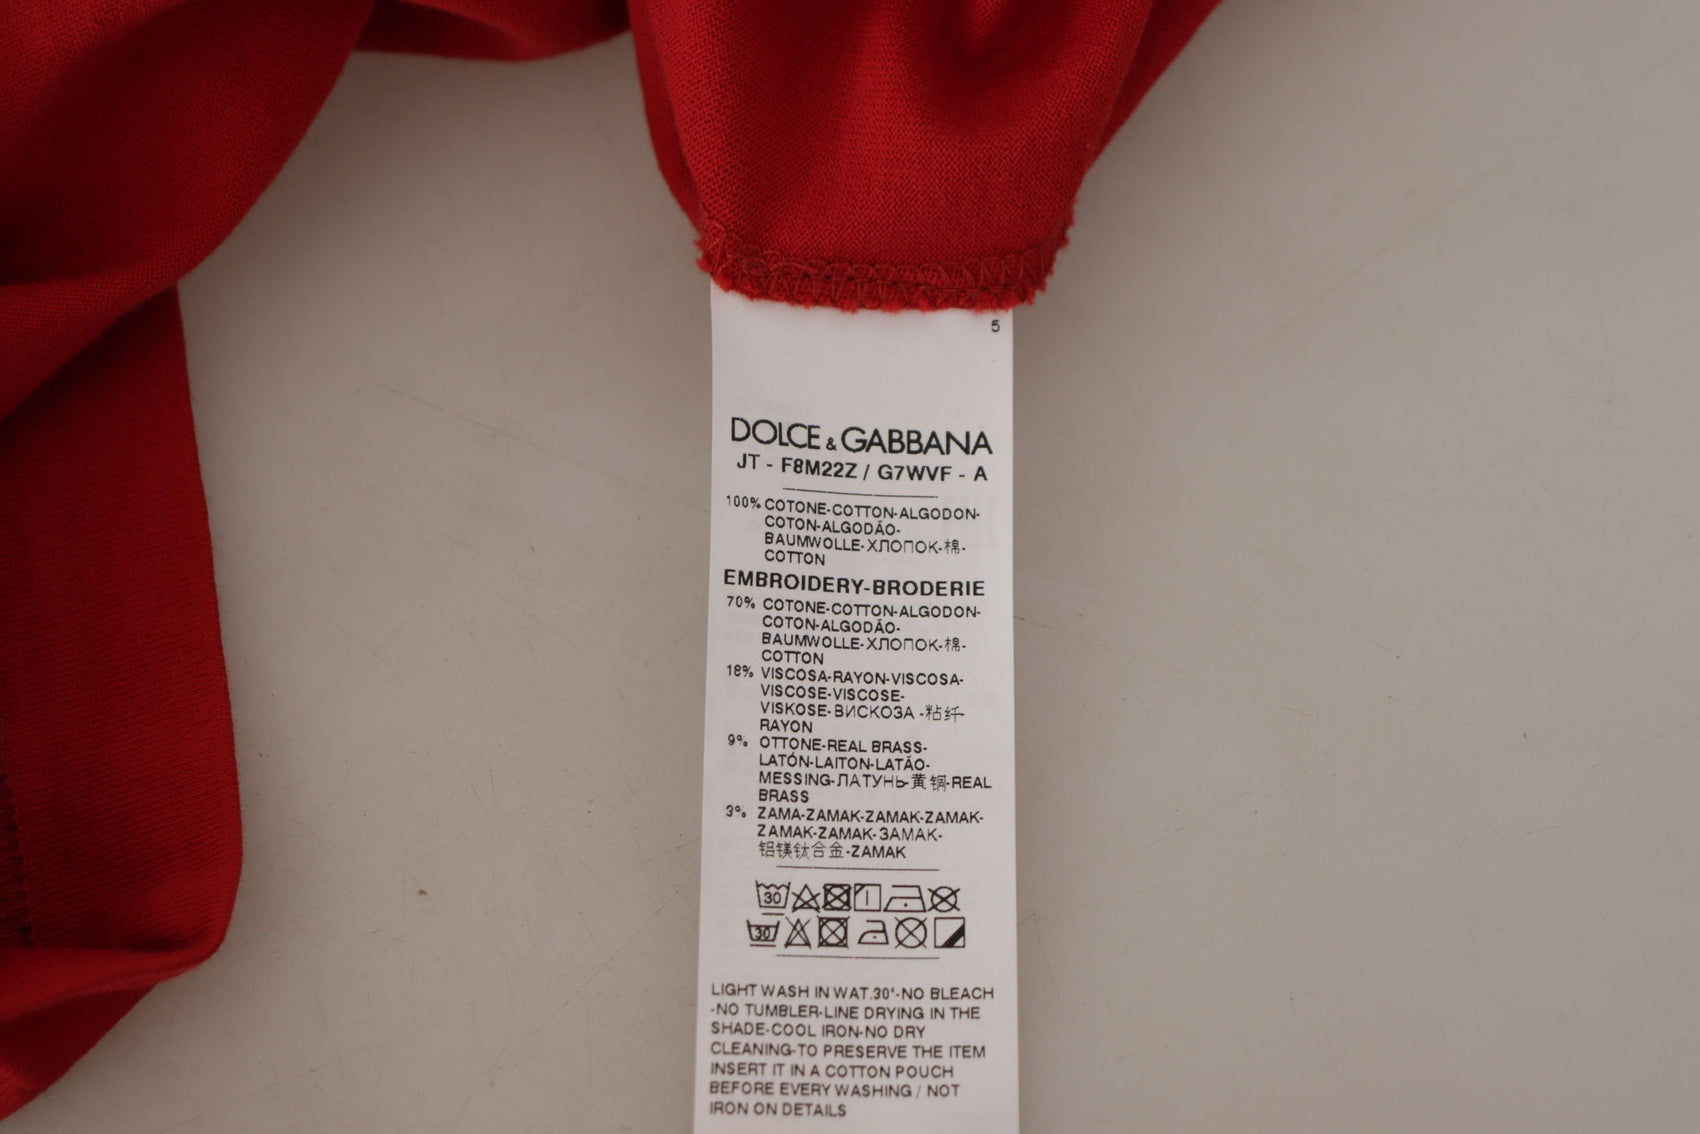 5
DOLCE & GABBANA
JT - F8M22Z / G7WVF - A
100% COTONE-COTTON-ALGODON-
COTON-ALGODÃO-
BAUMWOLLE-ХЛОПОК-棉-
COTTON
EMBROIDERY-BRODERIE
70% COTONE-COTTON-ALGODON-
COTON-ALGODÃO-
BAUMWOLLE-ХЛОПОК-棉-
COTTON
18% VISCOSA-RAYON-VISCOSA-
VISCOSE-VISCOSE-
VISKOSE-ВИСКОЗА -粘纤-
RAYON
9% OTTONE-REAL BRASS-
LATÓN-LAITON-LATÃO-
MESSING-ЛАТУНЬ-黄铜-REAL
BRASS
3% ZAMA-ZAMAK-ZAMAK-ZAMAK-
ZAMAK-ZAMAK-ЗАМАК-
铝镁钛合金-ZAMAK
30
30
LIGHT WASH IN WAT.30°-NO BLEACH
-NO TUMBLER-LINE DRYING IN THE
SHADE-COOL IRON-NO DRY
CLEANING-TO PRESERVE THE ITEM
INSERT IT IN A COTTON POUCH
BEFORE EVERY WASHING / NOT
IRON ON DETAILS